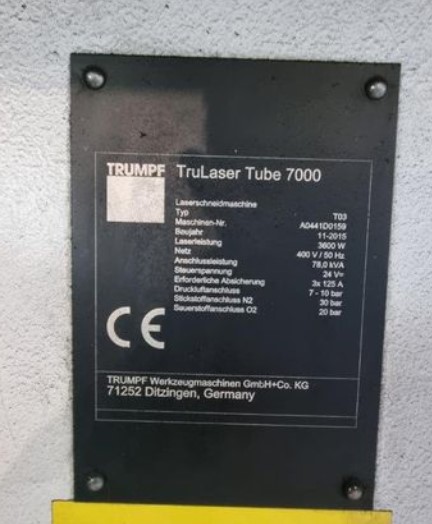 TRUMPF TruLaser Tube 7000
Laserschneidmaschine
Typ T03
Maschinen-Nr. A0441D0159
Baujahr 11-2015
Laserleistung 3600 W
Netz 400 V / 50 Hz
Anschlussleistung 78,0 kVA
Steuerspannung 24 V=
Erforderliche Absicherung 3x 125 A
Druckluftanschluss 7 - 10 bar
Stickstoffanschluss N2 30 bar
Sauerstoffanschluss O2 20 bar
CE
TRUMPF Werkzeugmaschinen GmbH+Co. KG
71252 Ditzingen, Germany